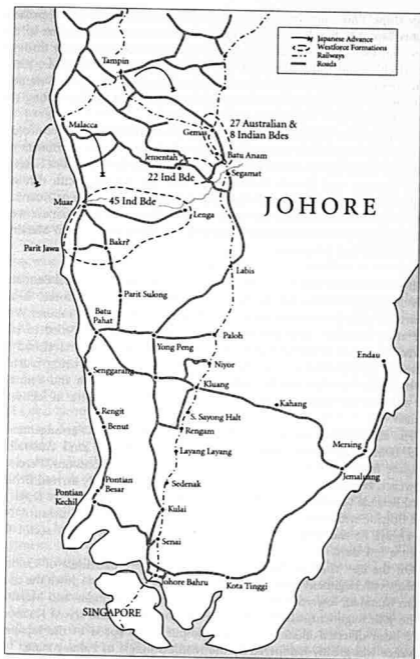 Japanese Advance
Westforce Formations
Railways
Roads
Tampin
27 Australian &
8 Indian Bdes
Malacca
Gemas
Batu Anam
Jementah
22 Ind Bde
Segamat
JOHORE
Muar
45 Ind Bde
Lenga
Parit Jawa
Bakri
Labis
Parit Sulong
Batu
Pahat
Yong Peng
Paloh
Endau
Senggarang
Niyor
Kluang
Kahang
Rengit
Benut
S. Sayong Halt
Rengam
Mersing
Layang Layang
Jemaluang
Pontian
Besar
Pontian
Kechil
Sedenak
Kulai
Senai
Johore Bahru
Kota Tinggi
SINGAPORE